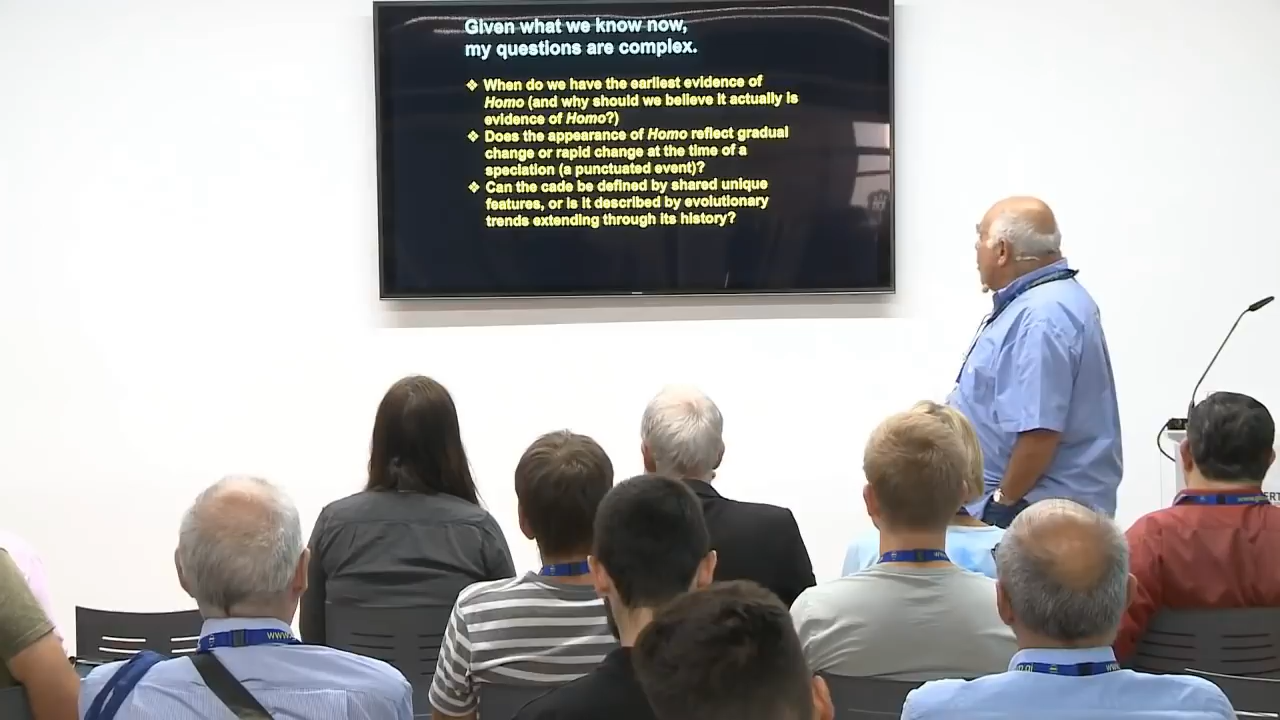 Given what we know now,
my questions are complex.
❖ When do we have the earliest evidence of
Homo (and why should we believe it actually is
evidence of Homo?)
❖ Does the appearance of Homo reflect gradual
change or rapid change at the time of a
speciation (a punctuated event)?
❖ Can the cade be defined by shared unique
features, or is it described by evolutionary
trends extending through its history?
www